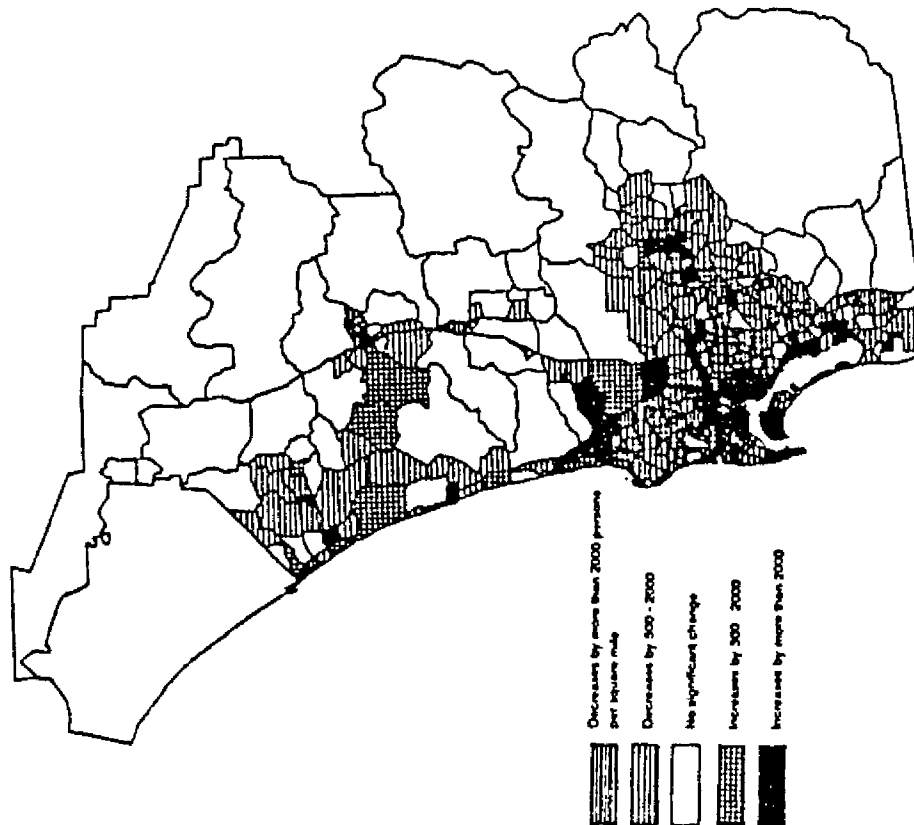 Decreases by more than 2000 persons
per square mile
Decreases by 500 - 2000
No significant change
Increases by 500 2000
Increases by more than 2000